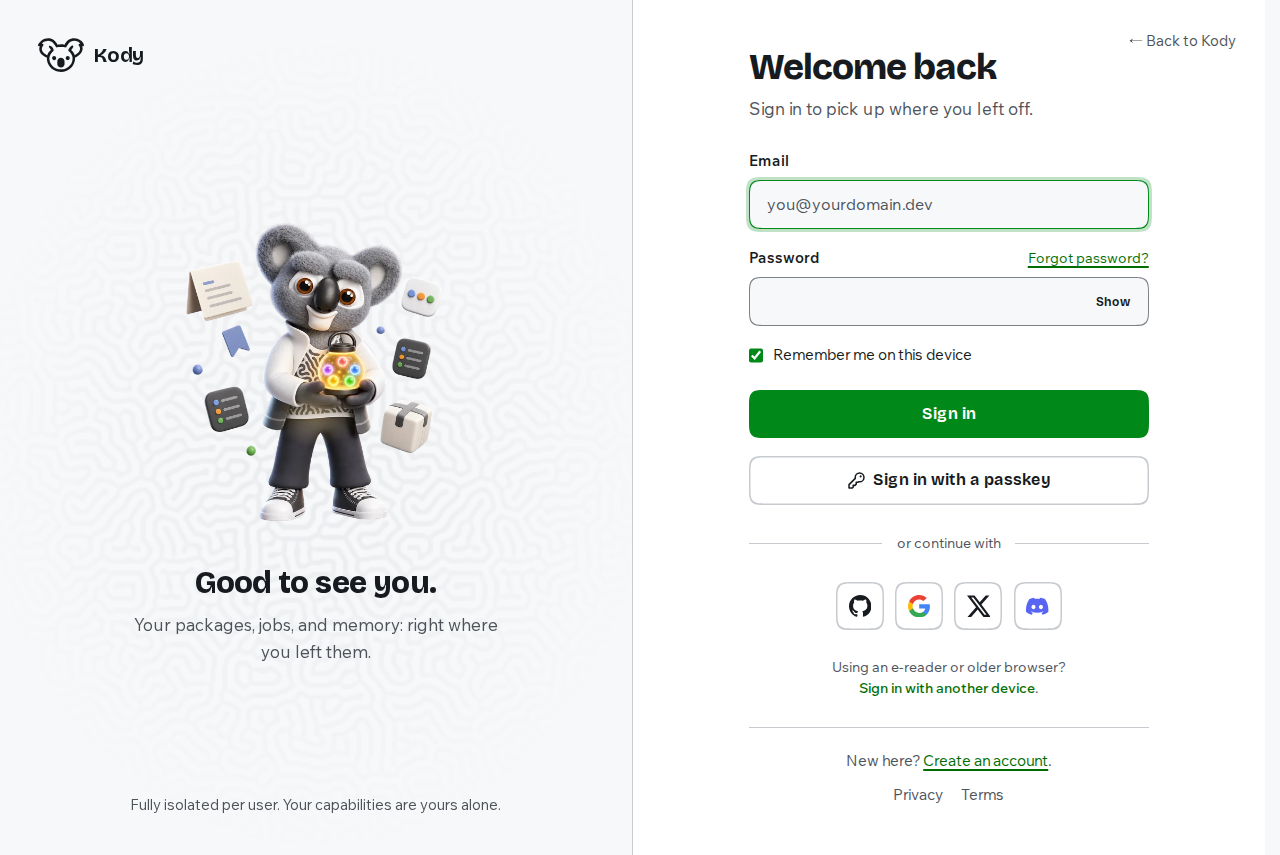 Kody
Good to see you.
Your packages, jobs, and memory: right where
you left them.
Fully isolated per user. Your capabilities are yours alone.
← Back to Kody
Welcome back
Sign in to pick up where you left off.
Email
you@yourdomain.dev
Password
Forgot password?
Show
Remember me on this device
Sign in
Sign in with a passkey
or continue with
Using an e-reader or older browser?
Sign in with another device.
New here? Create an account.
Privacy Terms